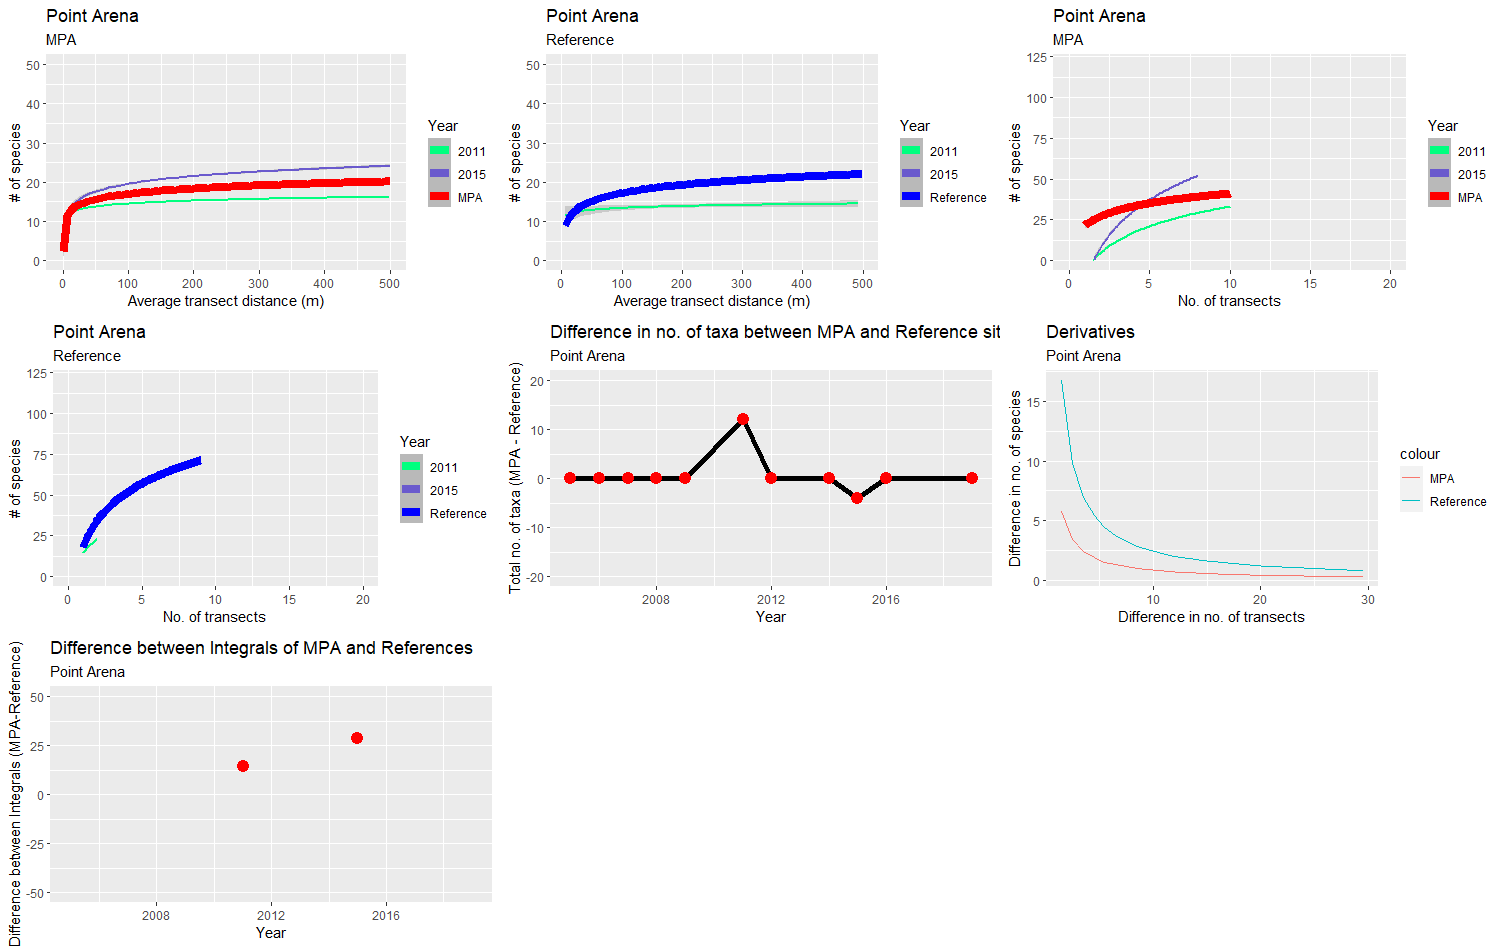 Point Arena
MPA
# of species
50
40
30
20
10
0
0 100 200 300 400 500
Average transect distance (m)
Year
2011
2015
MPA
Point Arena
Reference
# of species
50
40
30
20
10
0
0 100 200 300 400 500
Average transect distance (m)
Year
2011
2015
Reference
Point Arena
MPA
# of species
125
100
75
50
25
0
0 5 10 15 20
No. of transects
Year
2011
2015
MPA
Point Arena
Reference
# of species
125
100
75
50
25
0
0 5 10 15 20
No. of transects
Year
2011
2015
Reference
Difference in no. of taxa between MPA and Reference sit
Point Arena
Total no. of taxa (MPA - Reference)
20
10
0
-10
-20
2008 2012 2016
Year
Derivatives
Point Arena
Difference in no. of species
15
10
5
0
10 20 30
Difference in no. of transects
colour
MPA
Reference
Difference between Integrals of MPA and References
Point Arena
Difference between Integrals (MPA-Reference)
50
25
0
-25
-50
2008 2012 2016
Year